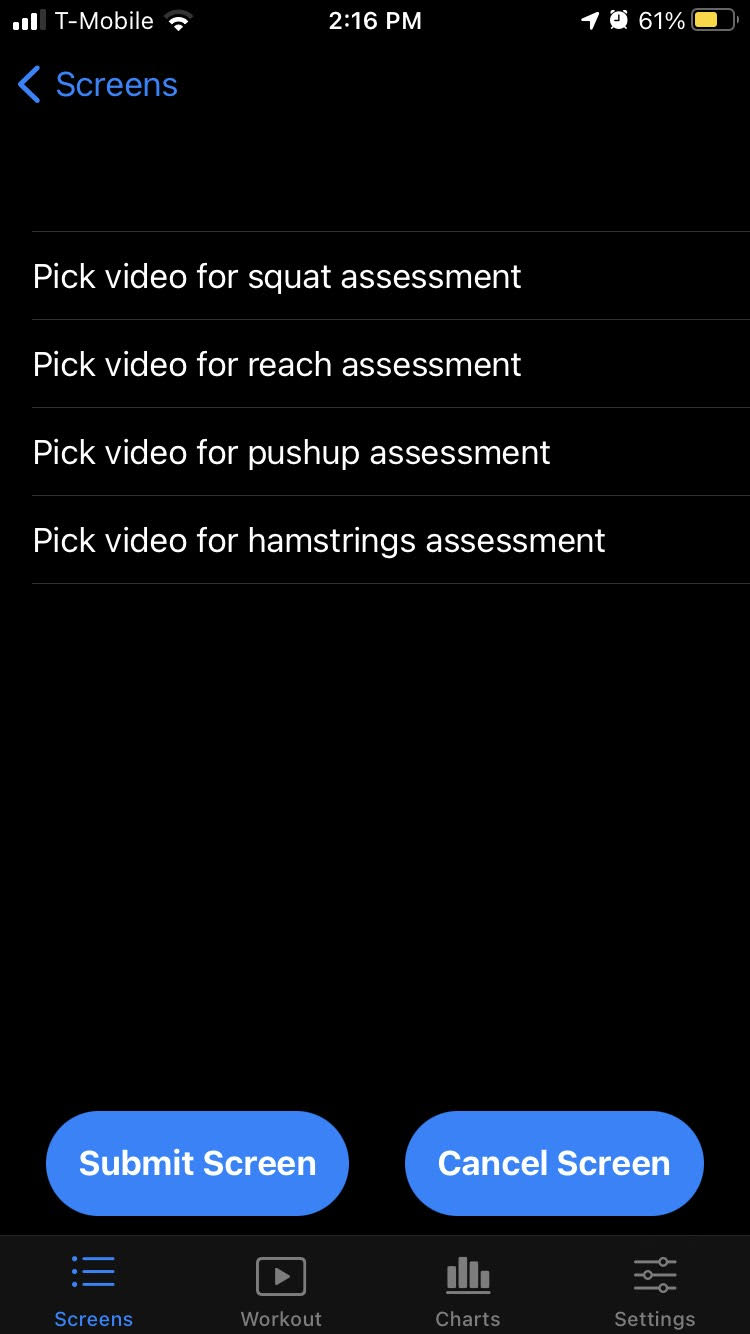 T-Mobile 2:16 PM 61%
Screens
Pick video for squat assessment
Pick video for reach assessment
Pick video for pushup assessment
Pick video for hamstrings assessment
Submit Screen Cancel Screen
Screens Workout Charts Settings